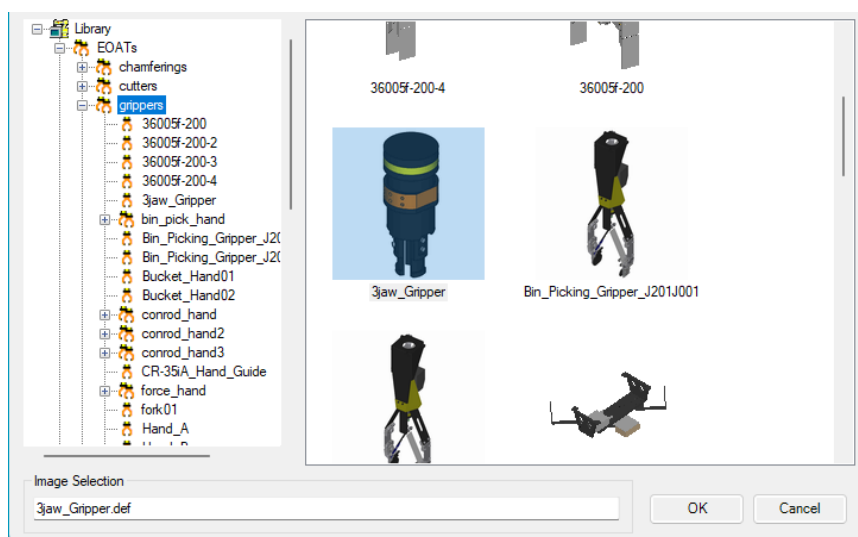 Library
EOATs
chamferings
cutters
grippers
36005f-200
36005f-200-2
36005f-200-3
36005f-200-4
3jaw_Gripper
bin_pick_hand
Bin_Picking_Gripper_J20
Bin_Picking_Gripper_J20
Bucket_Hand01
Bucket_Hand02
conrod_hand
conrod_hand2
conrod_hand3
CR-35iA_Hand_Guide
force_hand
fork01
Hand_A
36005f-200-4
36005f-200
3jaw_Gripper
Bin_Picking_Gripper_J201J001
Image Selection
3jaw_Gripper.def
OK
Cancel